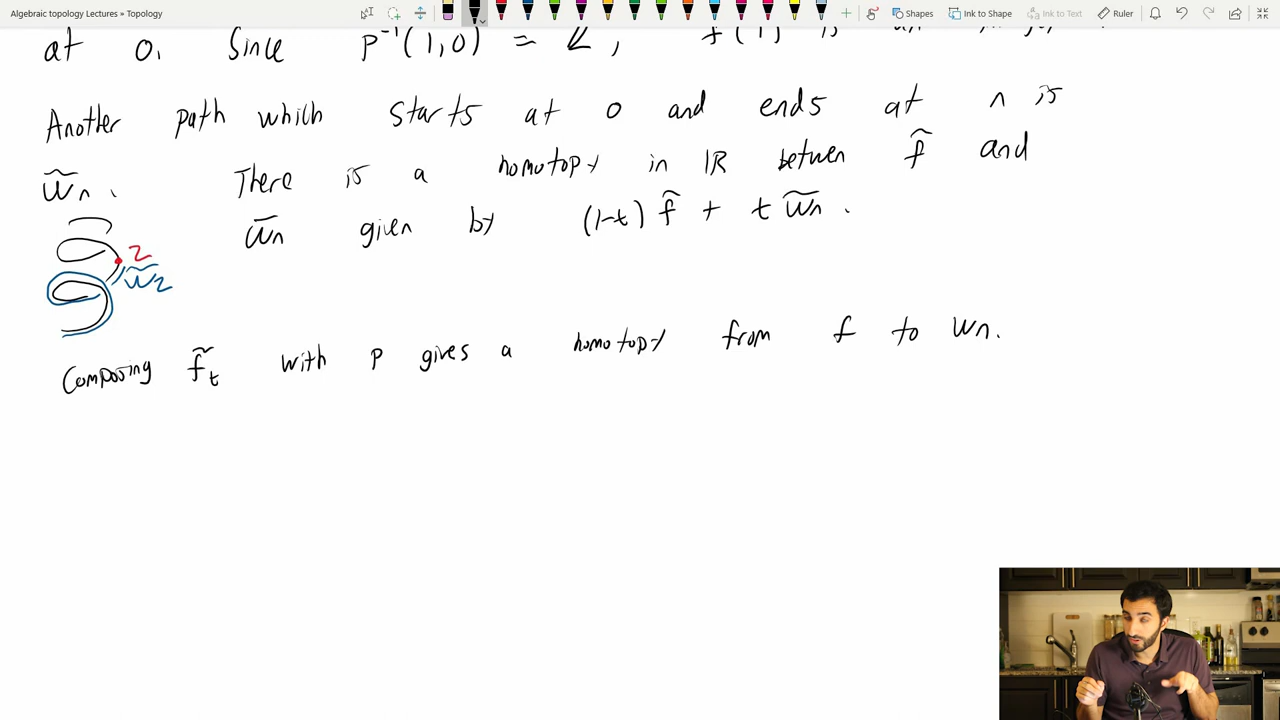 Algebraic topology Lectures » Topology
Shapes Ink to Shape Ink to Text Ruler
at 0. Since p⁻¹(1,0) = ℤ,
Another path which starts at 0 and ends at n is
w̃n. There is a homotopy in IR between f̃ and
w̃n given by (1-t) f̃ + t w̃n.
2
w̃2
Composing f̃t with p gives a homotopy from f to wn.